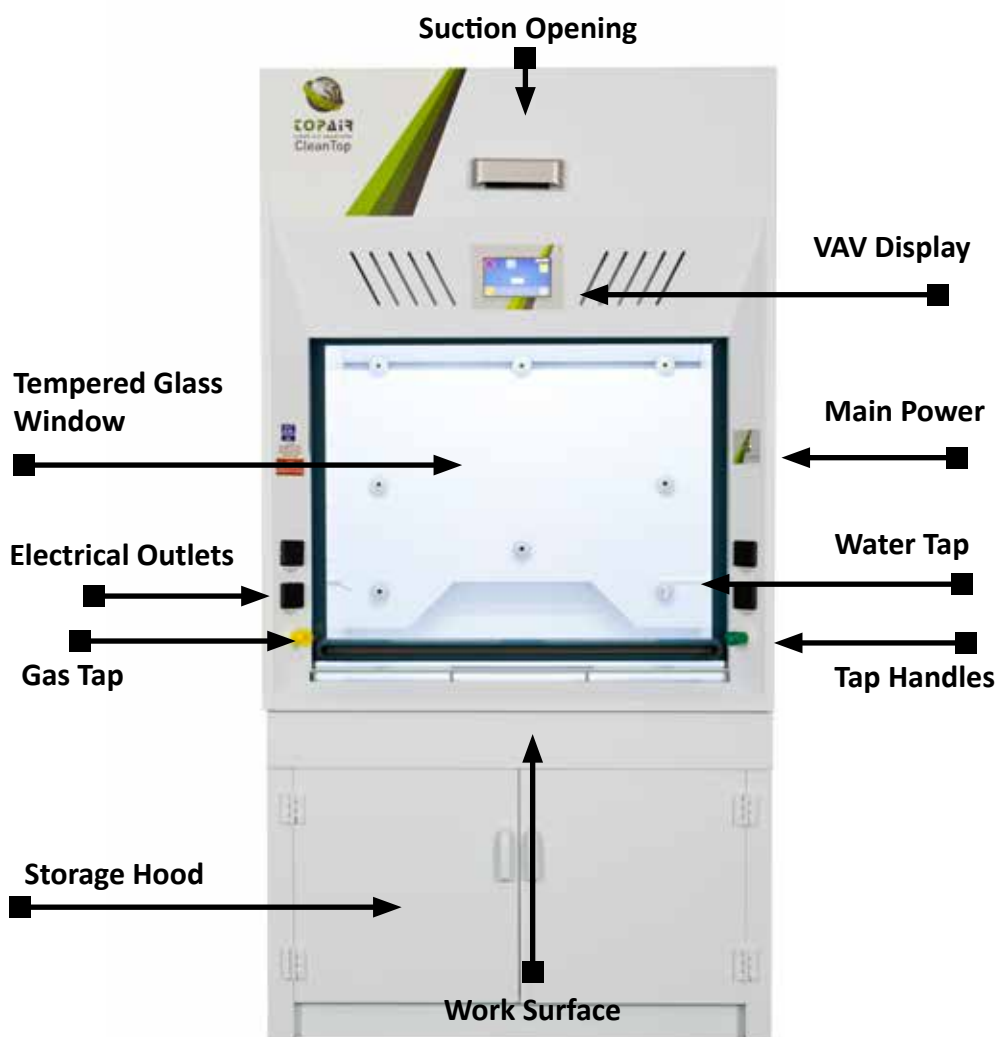 Suction Opening
TOPAIR
CleanTop
VAV Display
Tempered Glass
Window
Main Power
Electrical Outlets
Water Tap
Gas Tap
Tap Handles
Storage Hood
Work Surface